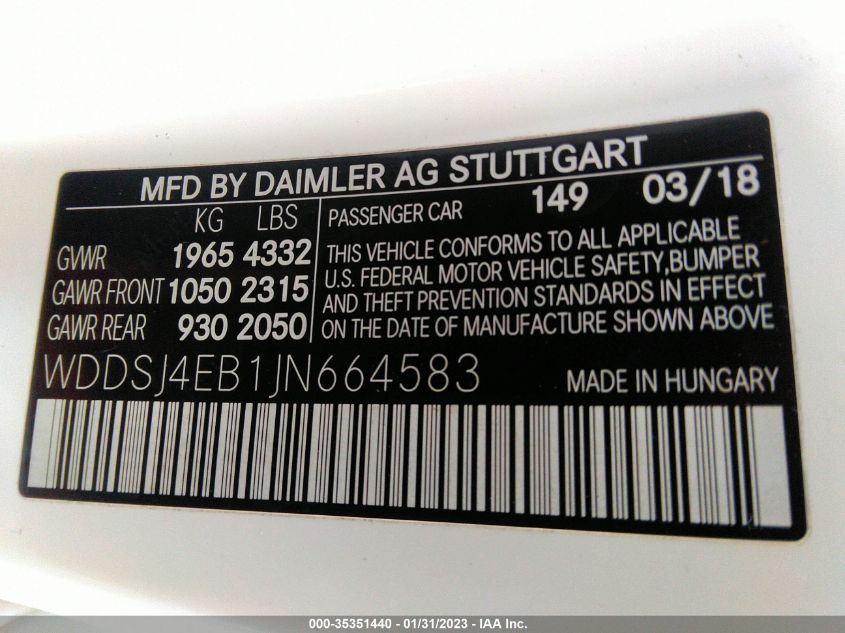 MFD BY DAIMLER AG STUTTGART
KG LBS
GVWR 1965 4332
GAWR FRONT 1050 2315
GAWR REAR 930 2050
PASSENGER CAR 149 03/18
THIS VEHICLE CONFORMS TO ALL APPLICABLE
U.S. FEDERAL MOTOR VEHICLE SAFETY,BUMPER
AND THEFT PREVENTION STANDARDS IN EFFECT
ON THE DATE OF MANUFACTURE SHOWN ABOVE
WDDSJ4EB1JN664583 MADE IN HUNGARY
000-35351440 - 01/31/2023 - IAA Inc.